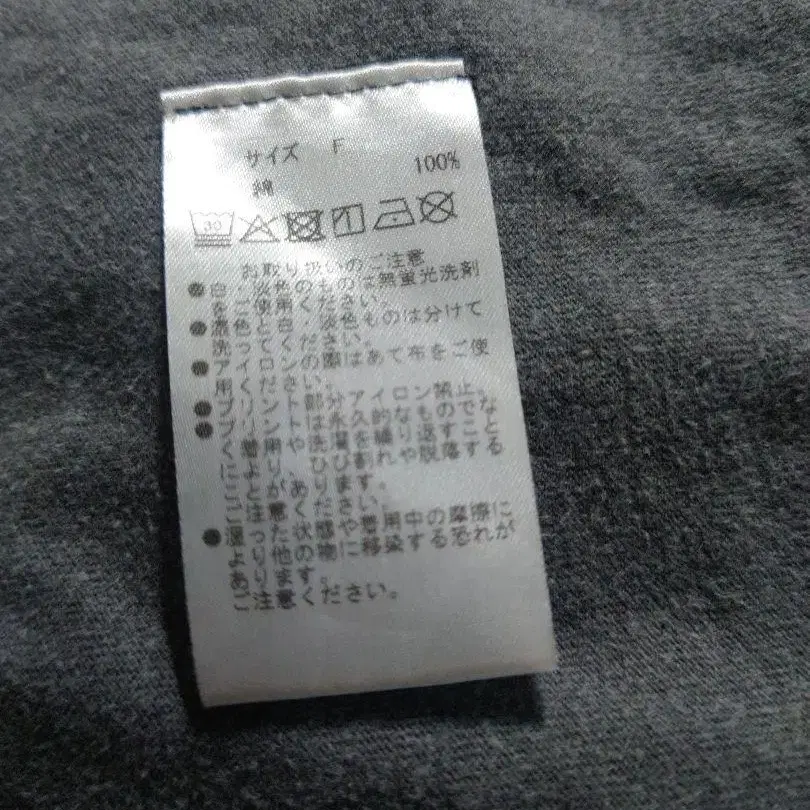 サイズ F
綿 100%
30
お取り扱いのご注意
●白・淡色のものは無蛍光洗剤
をご使用ください。
●濃色と白・淡色ものは分けて
洗ってください。
●アイロンの際はあて布をご使
用ください。
●プリント部分アイロン禁止。
●プリントは永久的なものでな
く着用や洗濯を繰り返すこと
によりひび割れや脱落する
ことがあります。
ご注意ください。
●湿った状態や着用中の摩擦に
より他の物に移染する恐れが
あります。
ご注意ください。